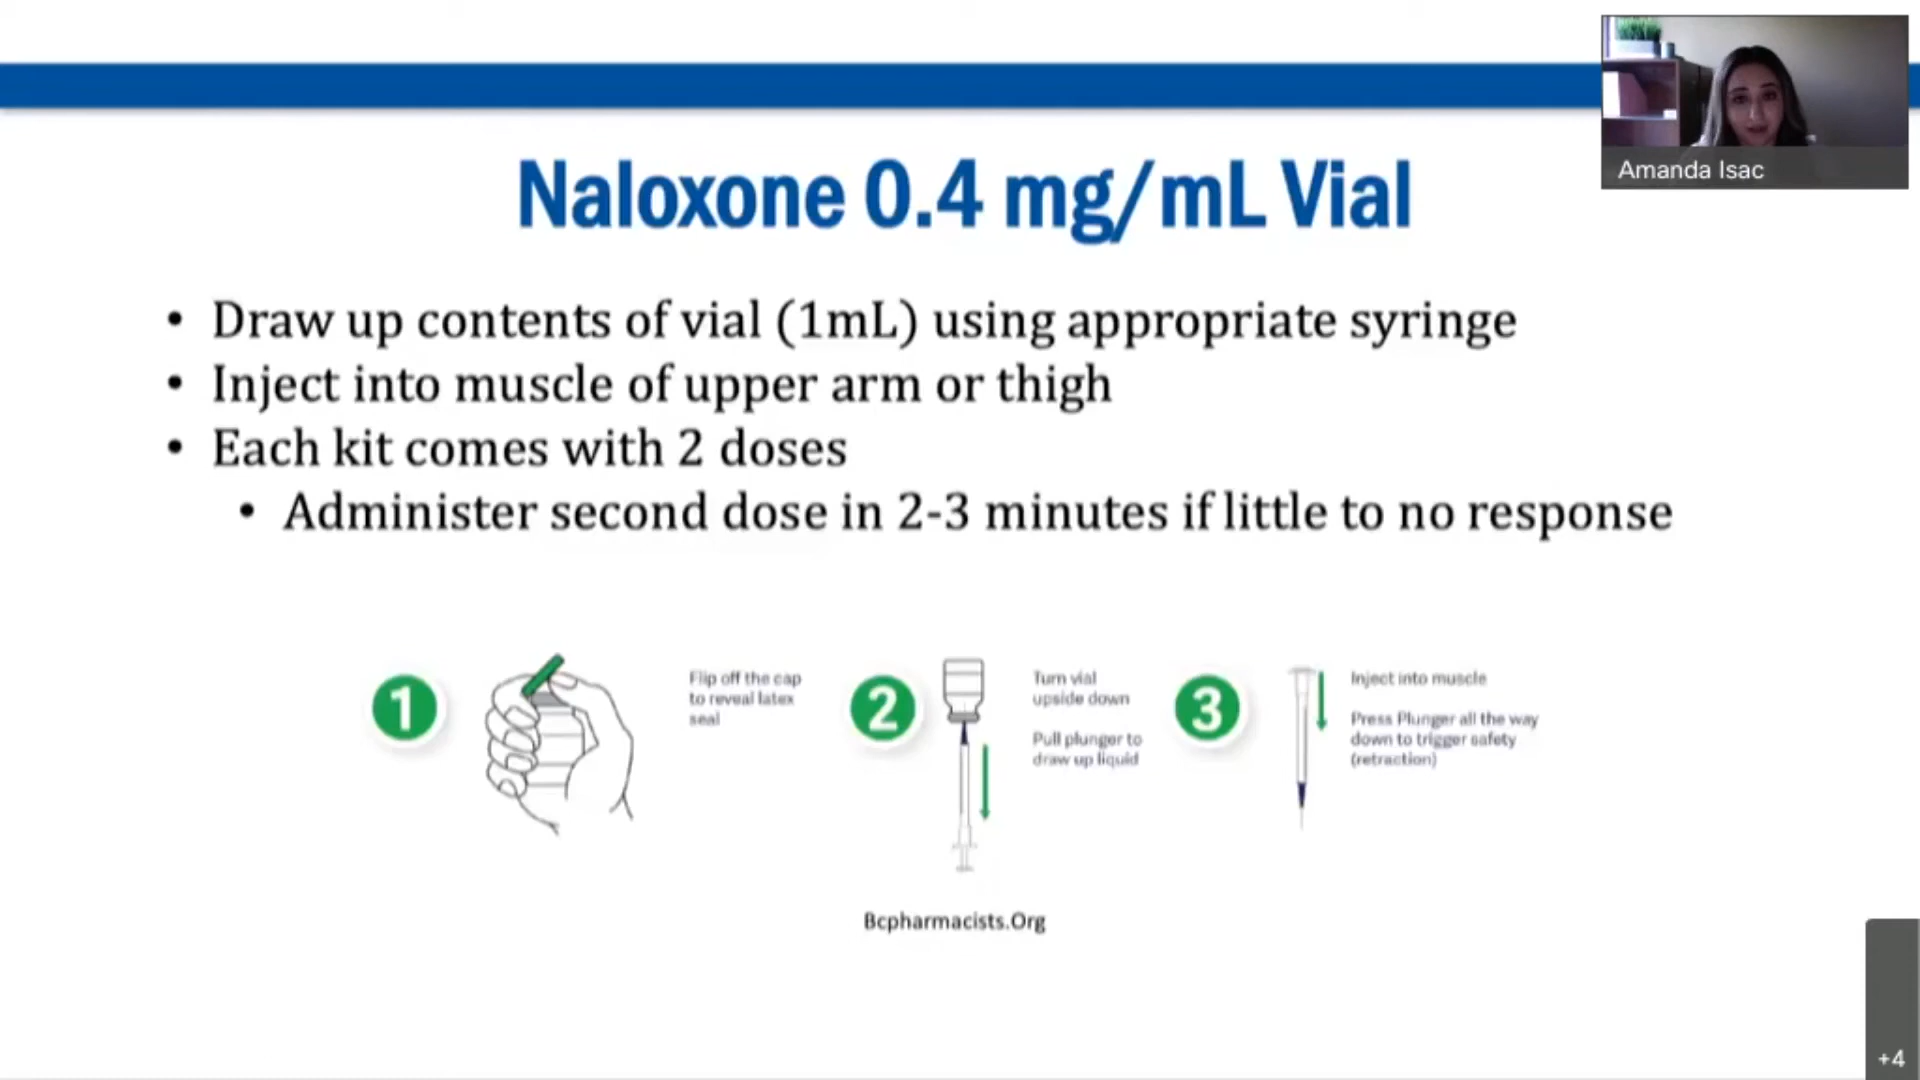 Amanda Isac
Naloxone 0.4 mg/mL Vial
• Draw up contents of vial (1mL) using appropriate syringe
• Inject into muscle of upper arm or thigh
• Each kit comes with 2 doses
• Administer second dose in 2-3 minutes if little to no response
1
Flip off the cap
to reveal latex
seal
2
Turn vial
upside down
Pull plunger to
draw up liquid
3
Inject into muscle
Press Plunger all the way
down to trigger safety
(retraction)
Bcpharmacists.Org
+4